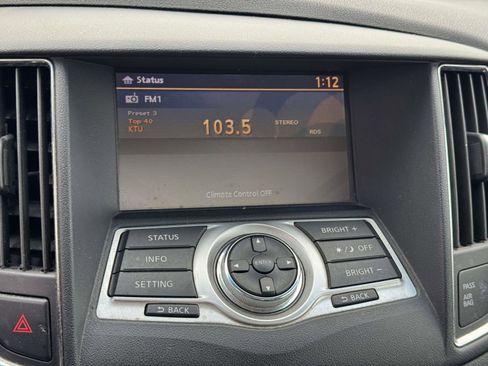 Status 1:12
FM1
Preset 3
Top 40
KTU
103.5 STEREO
RDS
Climate Control OFF
STATUS
INFO
SETTING
BACK
ENTER
BRIGHT +
OFF
BRIGHT −
BACK
PASS
AIR
BAG